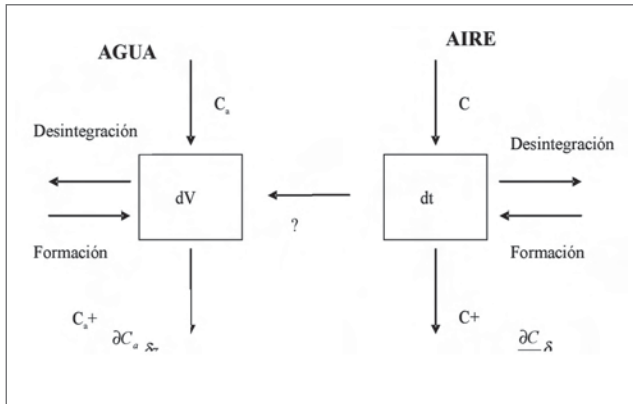 AGUA
AIRE
Cₐ
C
Desintegración
Desintegración
dV
dt
?
Formación
Formación
Cₐ+
∂Cₐ
C+
∂C
δ